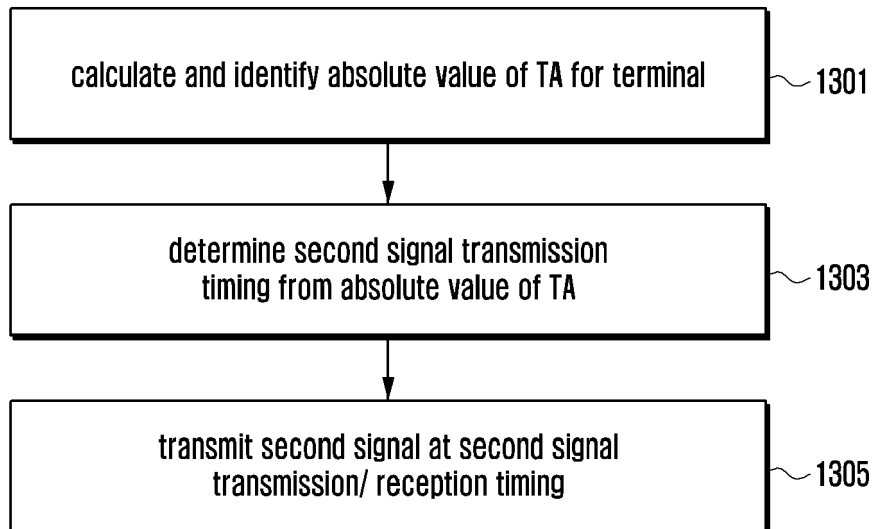 calculate and identify absolute value of TA for terminal
1301
determine second signal transmission
timing from absolute value of TA
1303
transmit second signal at second signal
transmission/ reception timing
1305